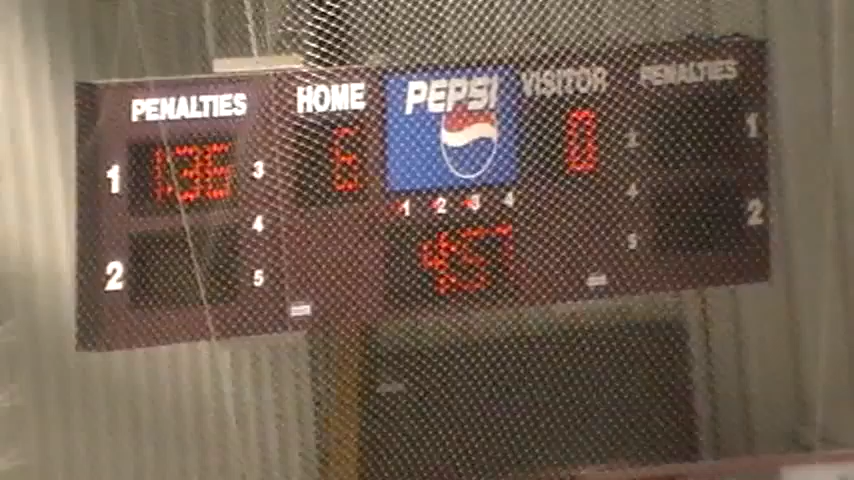 PENALTIES HOME PEPSI VISITOR PENALTIES
1 1:36 3 6 0 1
1 2 3 4
4 4
2 4:57 2
5 5